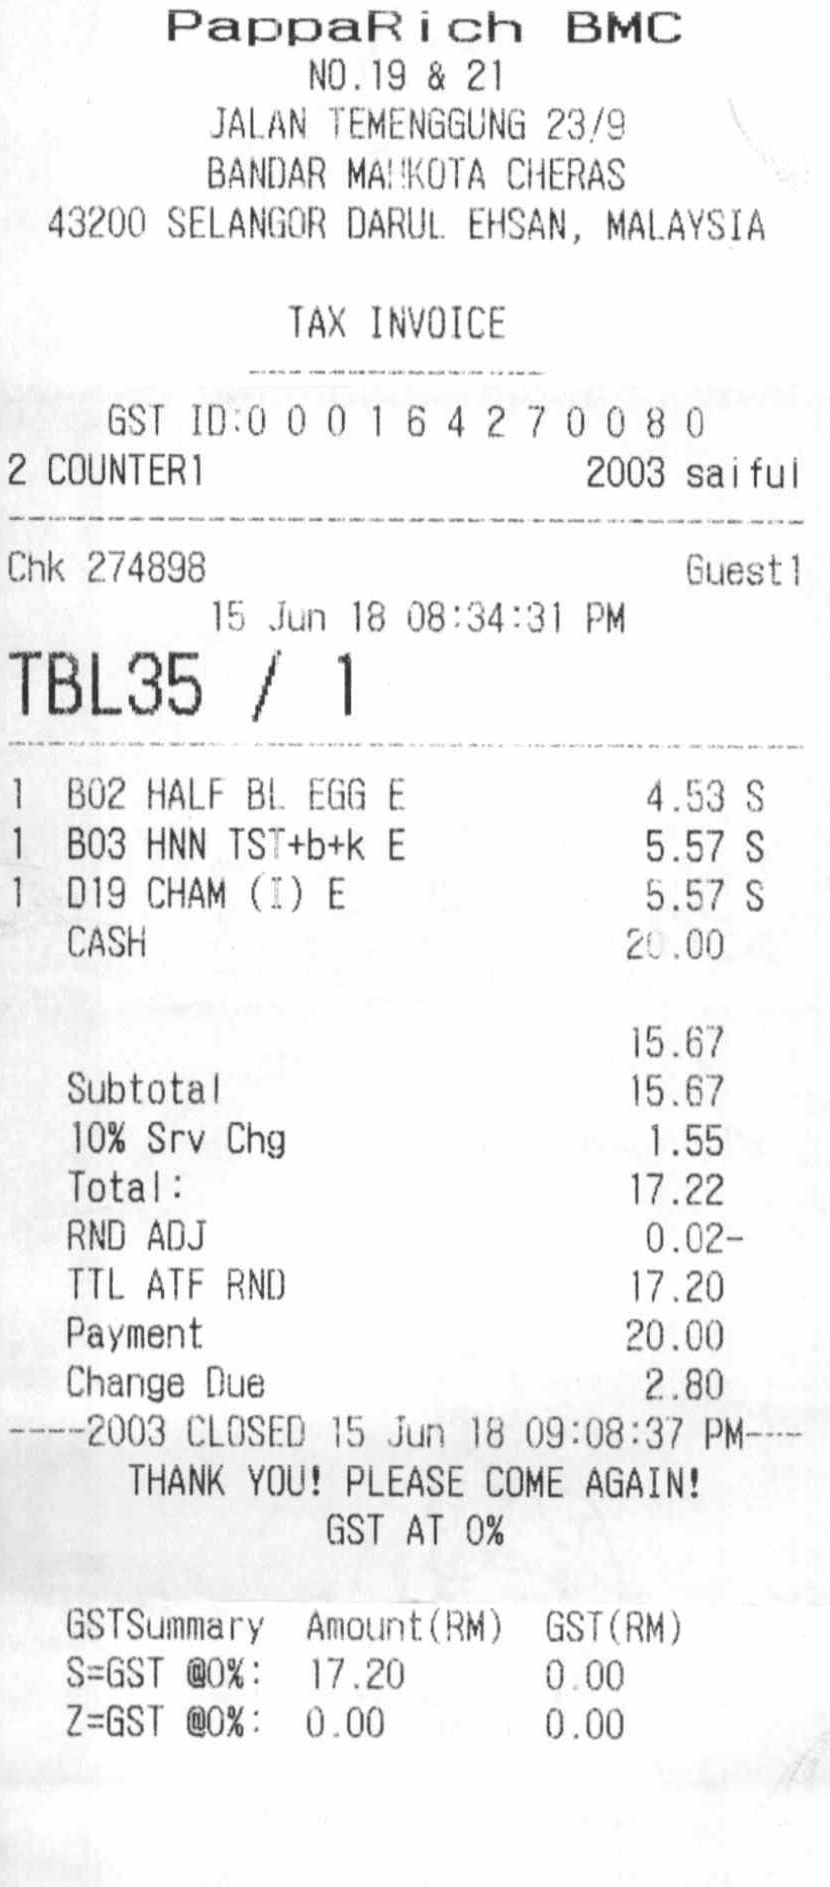 PappaRich BMC
NO.19 & 21
JALAN TEMENGGUNG 23/9
BANDAR MAHKOTA CHERAS
43200 SELANGOR DARUL EHSAN, MALAYSIA
TAX INVOICE
GST ID:0 0 0 1 6 4 2 7 0 0 8 0
2 COUNTER1 2003 saiful
Chk 274898 Guest1
15 Jun 18 08:34:31 PM
TBL35 / 1
1 B02 HALF BL EGG E 4.53 S
1 B03 HNN TST+b+k E 5.57 S
1 D19 CHAM (I) E 5.57 S
CASH 20.00
15.67
Subtotal 15.67
10% Srv Chg 1.55
Total: 17.22
RND ADJ 0.02-
TTL ATF RND 17.20
Payment 20.00
Change Due 2.80
----2003 CLOSED 15 Jun 18 09:08:37 PM----
THANK YOU! PLEASE COME AGAIN!
GST AT 0%
GSTSummary Amount(RM) GST(RM)
S=GST @0%: 17.20 0.00
Z=GST @0%: 0.00 0.00